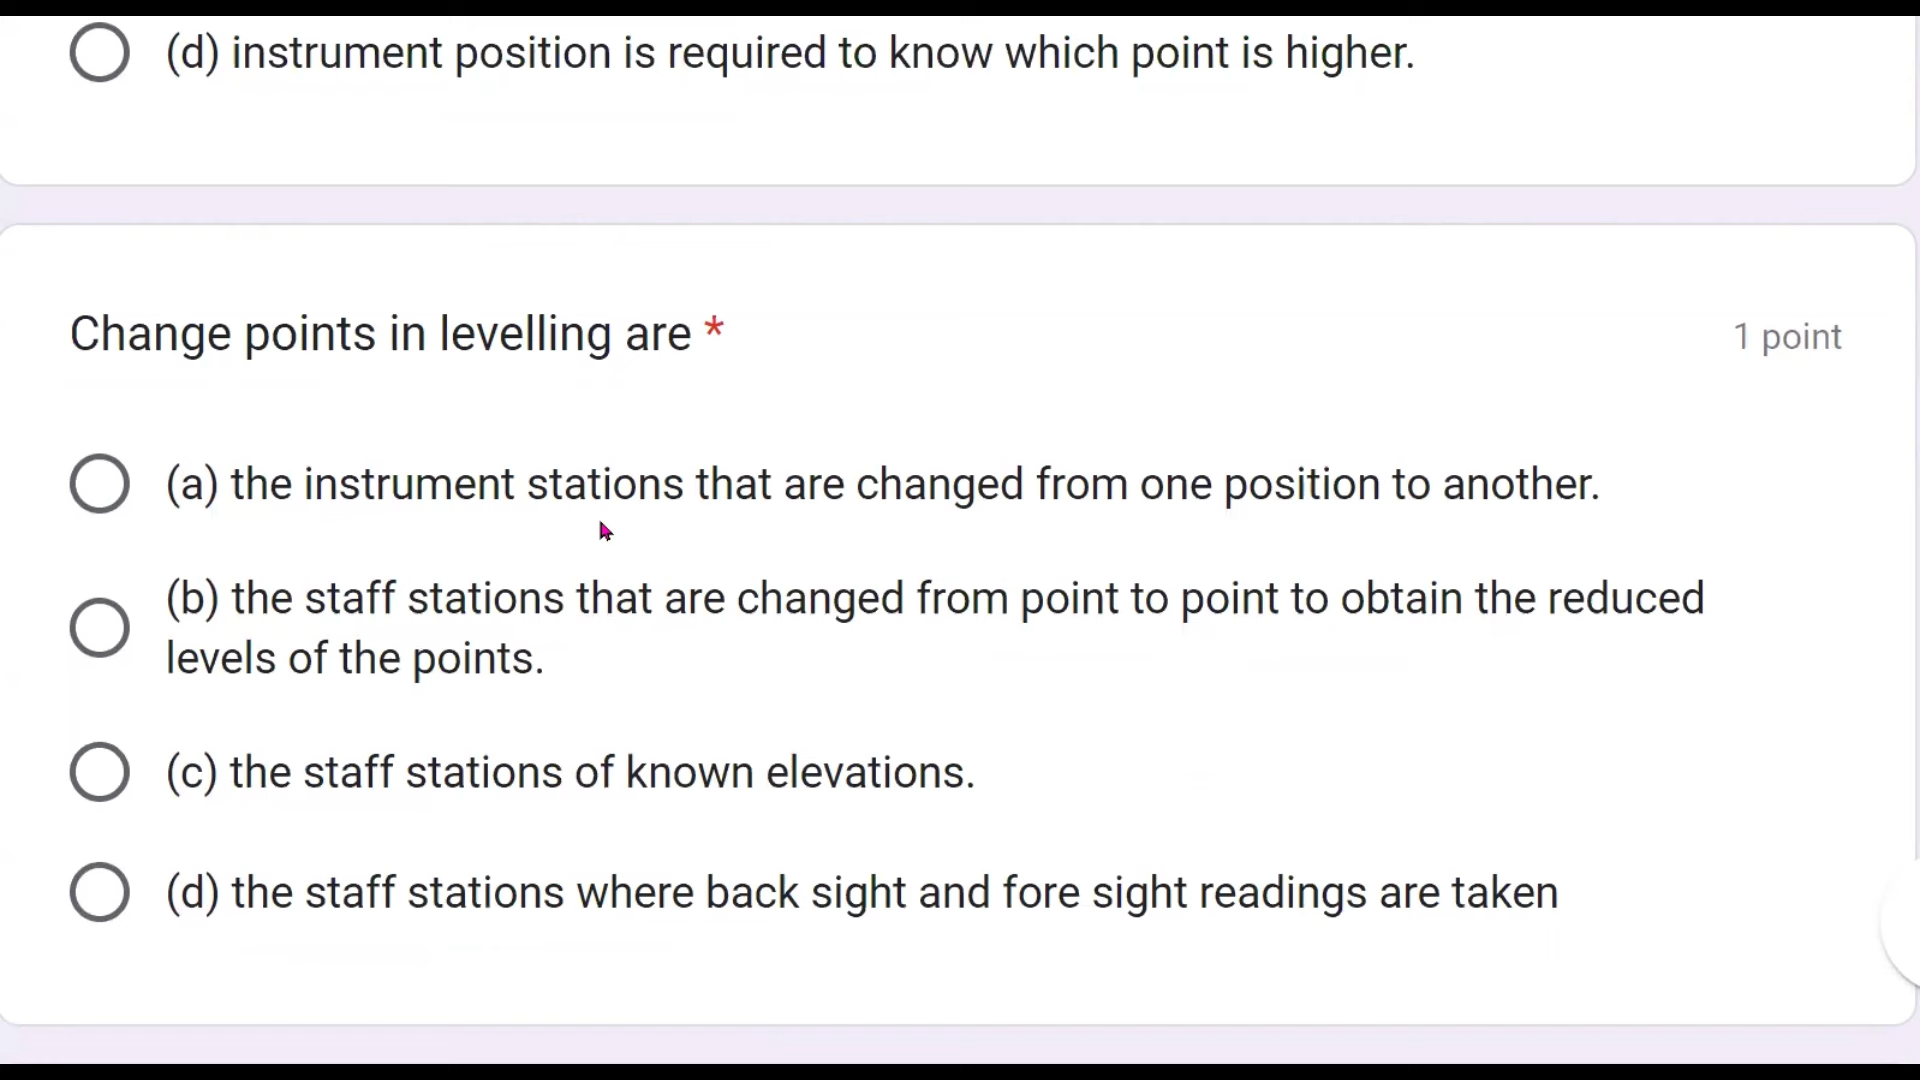 (d) instrument position is required to know which point is higher.
Change points in levelling are *
1 point
(a) the instrument stations that are changed from one position to another.
(b) the staff stations that are changed from point to point to obtain the reduced
levels of the points.
(c) the staff stations of known elevations.
(d) the staff stations where back sight and fore sight readings are taken